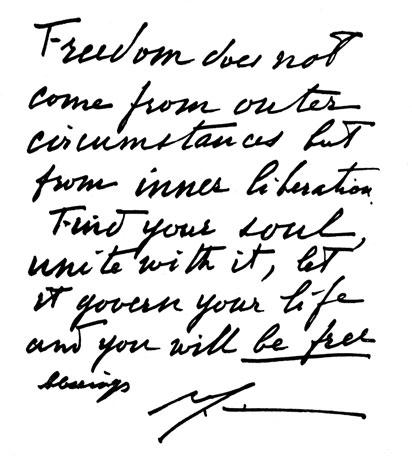 Freedom does not
come from outer
circumstances but
from inner liberation.
Find your soul,
unite with it, let
it govern your life
and you will be free
blessings